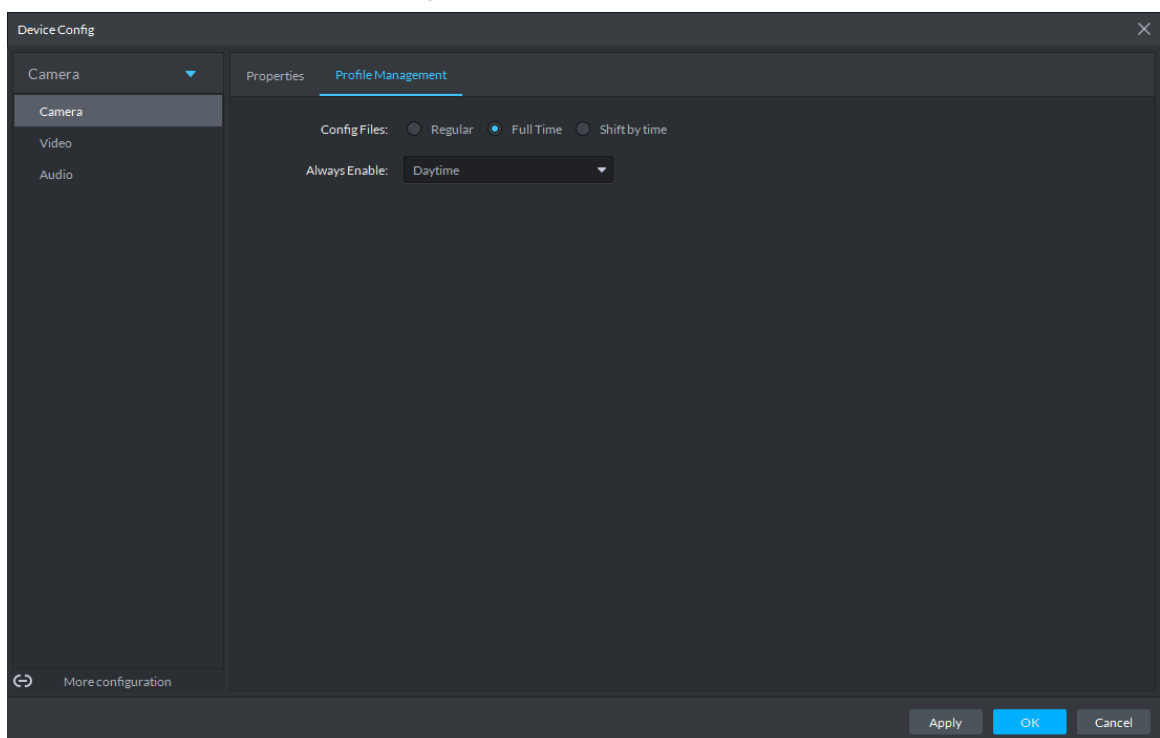 Device Config
Camera
Properties Profile Management
Camera
Config Files: Regular Full Time Shift by time
Video
Always Enable: Daytime
Audio
More configuration
Apply OK Cancel